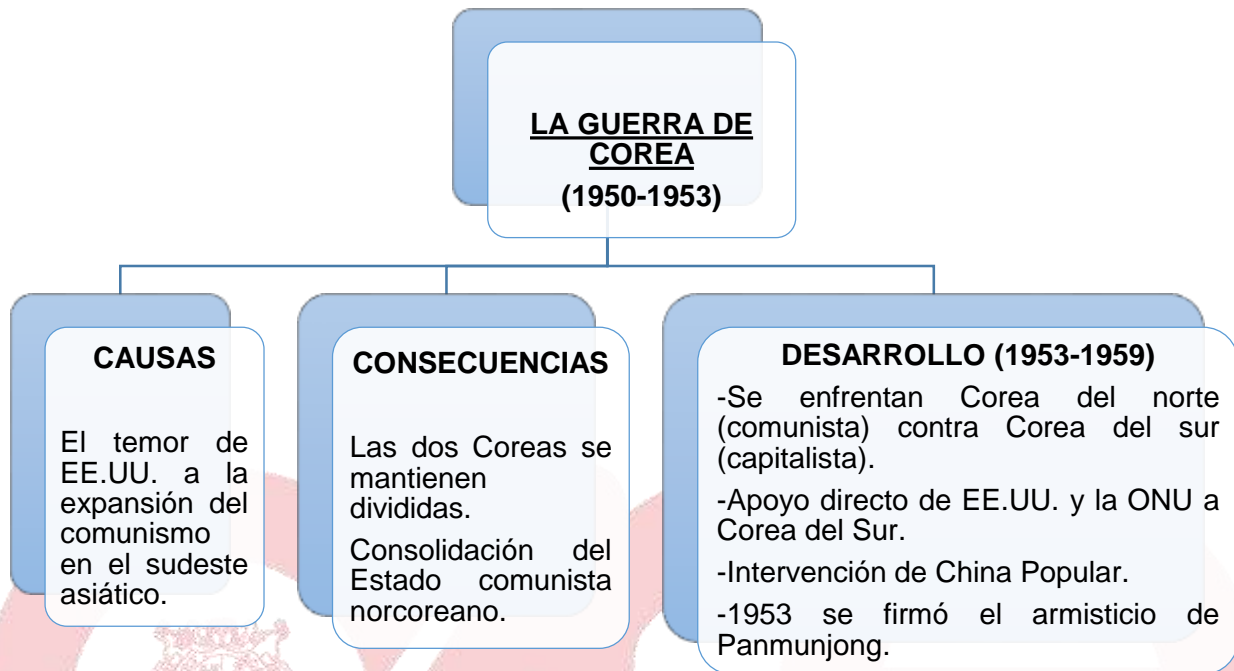 LA GUERRA DE
COREA
(1950-1953)
CAUSAS
El temor de
EE.UU. a la
expansión del
comunismo
en el sudeste
asiático.
CONSECUENCIAS
Las dos Coreas se
mantienen
divididas.
Consolidación del
Estado comunista
norcoreano.
DESARROLLO (1953-1959)
-Se enfrentan Corea del norte
(comunista) contra Corea del sur
(capitalista).
-Apoyo directo de EE.UU. y la ONU a
Corea del Sur.
-Intervención de China Popular.
-1953 se firmó el armisticio de
Panmunjong.